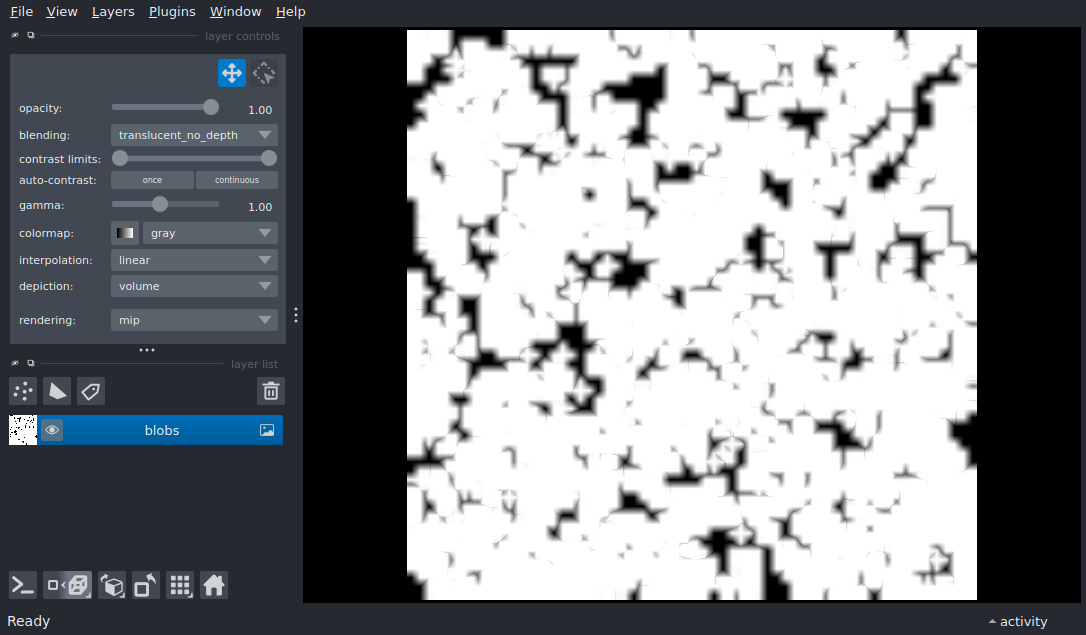 File View Layers Plugins Window Help
layer controls
opacity: 1.00
blending: translucent_no_depth
contrast limits:
auto-contrast: once continuous
gamma: 1.00
colormap: gray
interpolation: linear
depiction: volume
rendering: mip
layer list
blobs
Ready activity